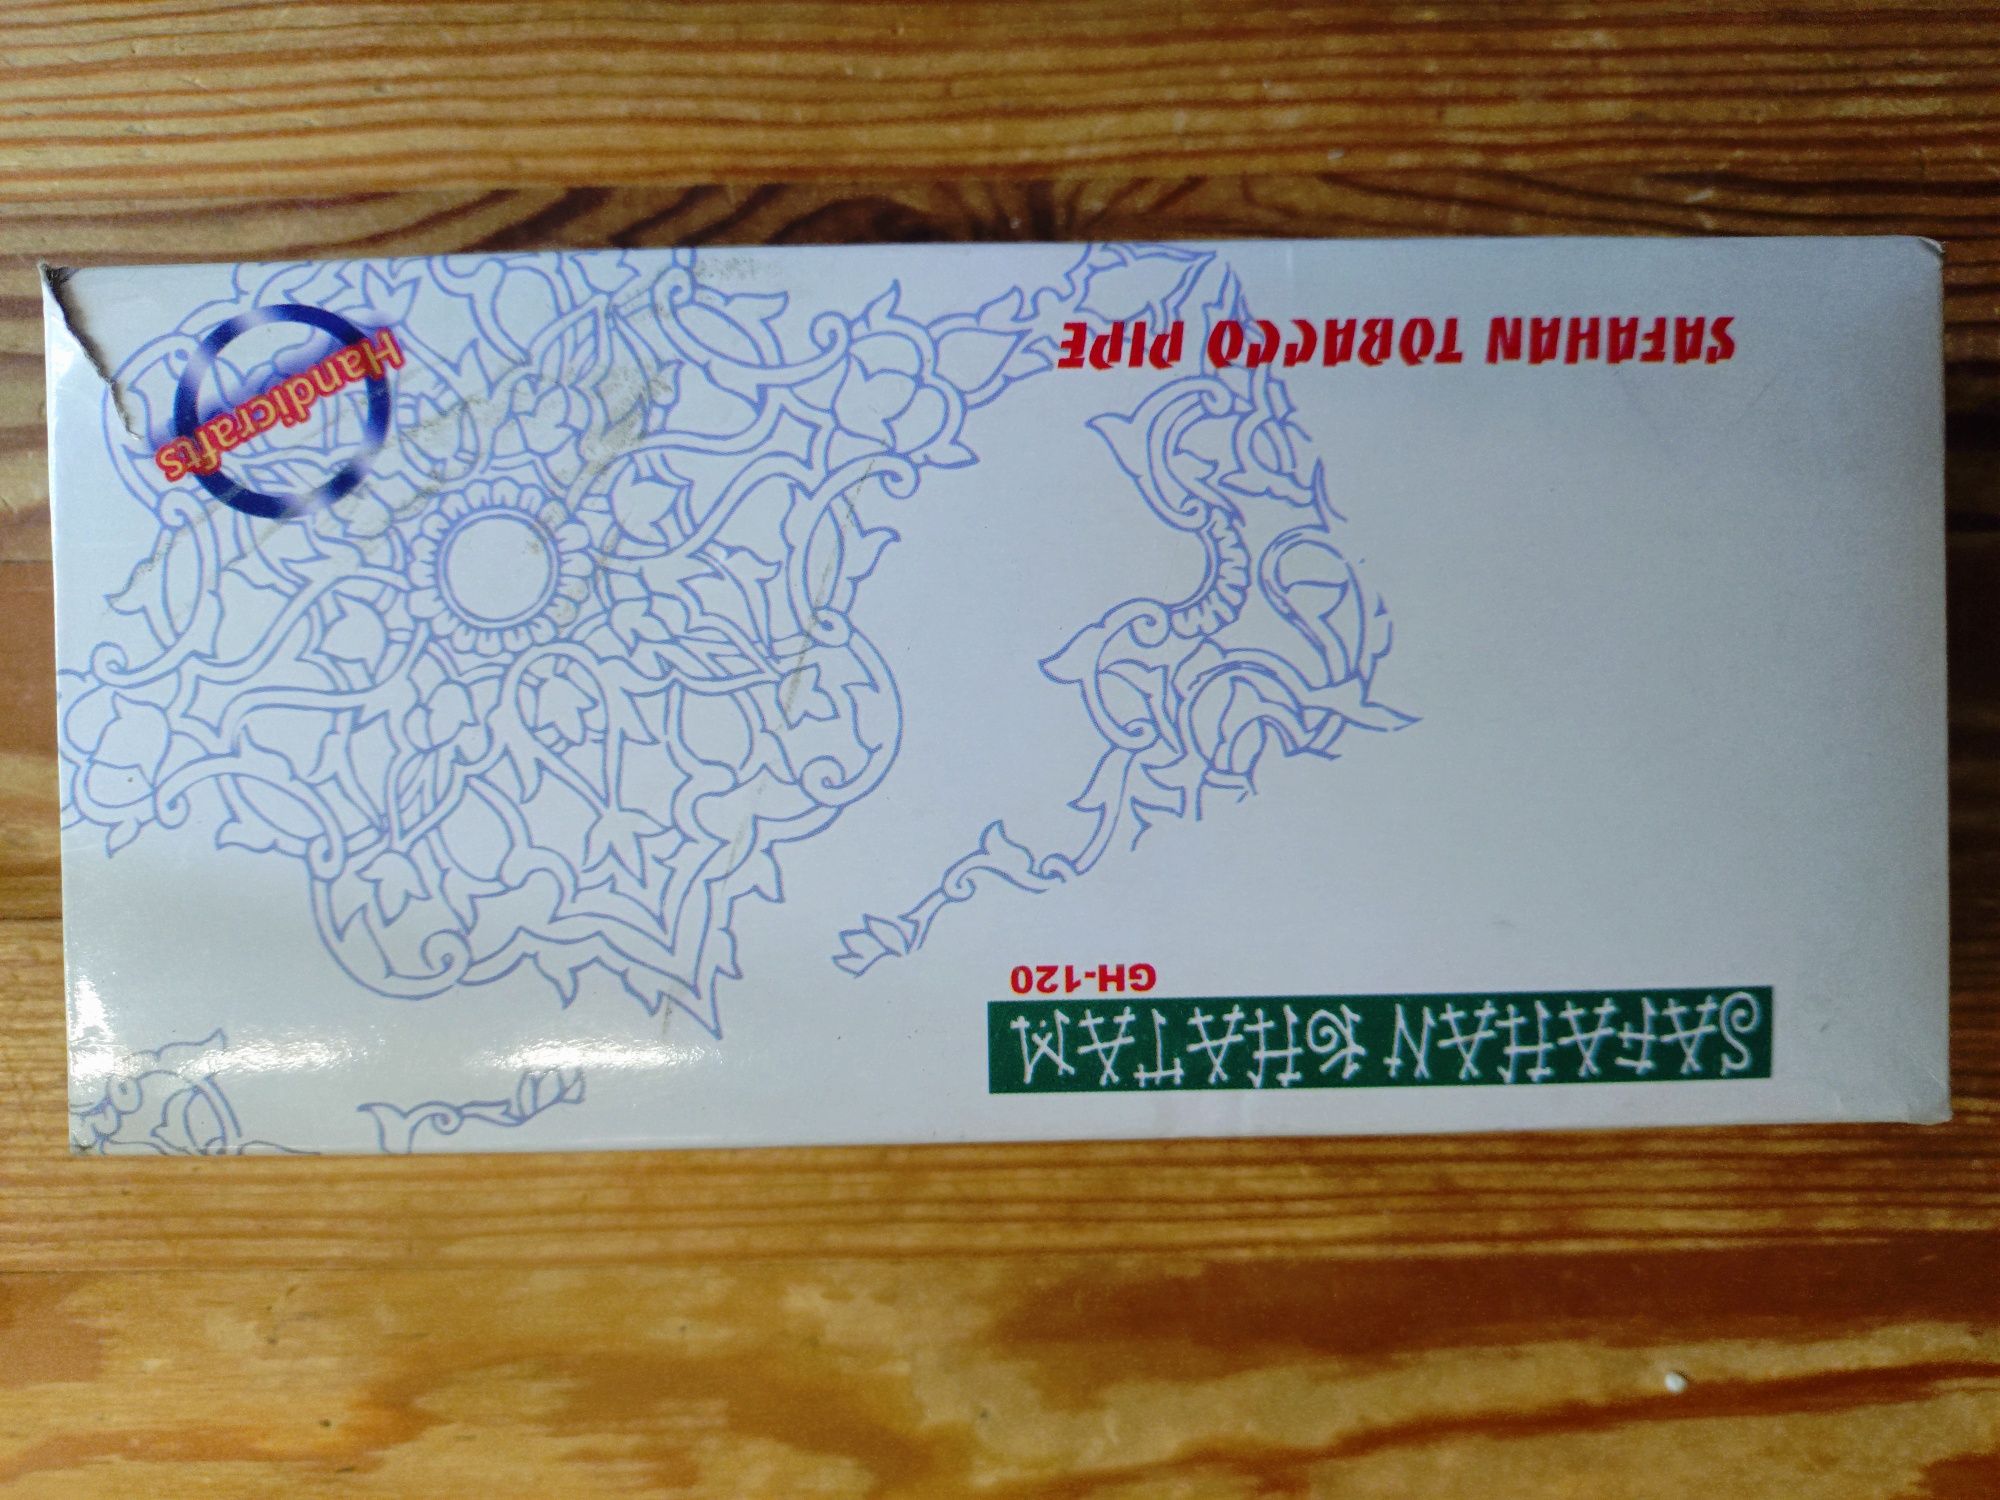 SAFAHAN KHATAM
GH-120
SAFAHAN TOBACCO PIPE
Handicrafts